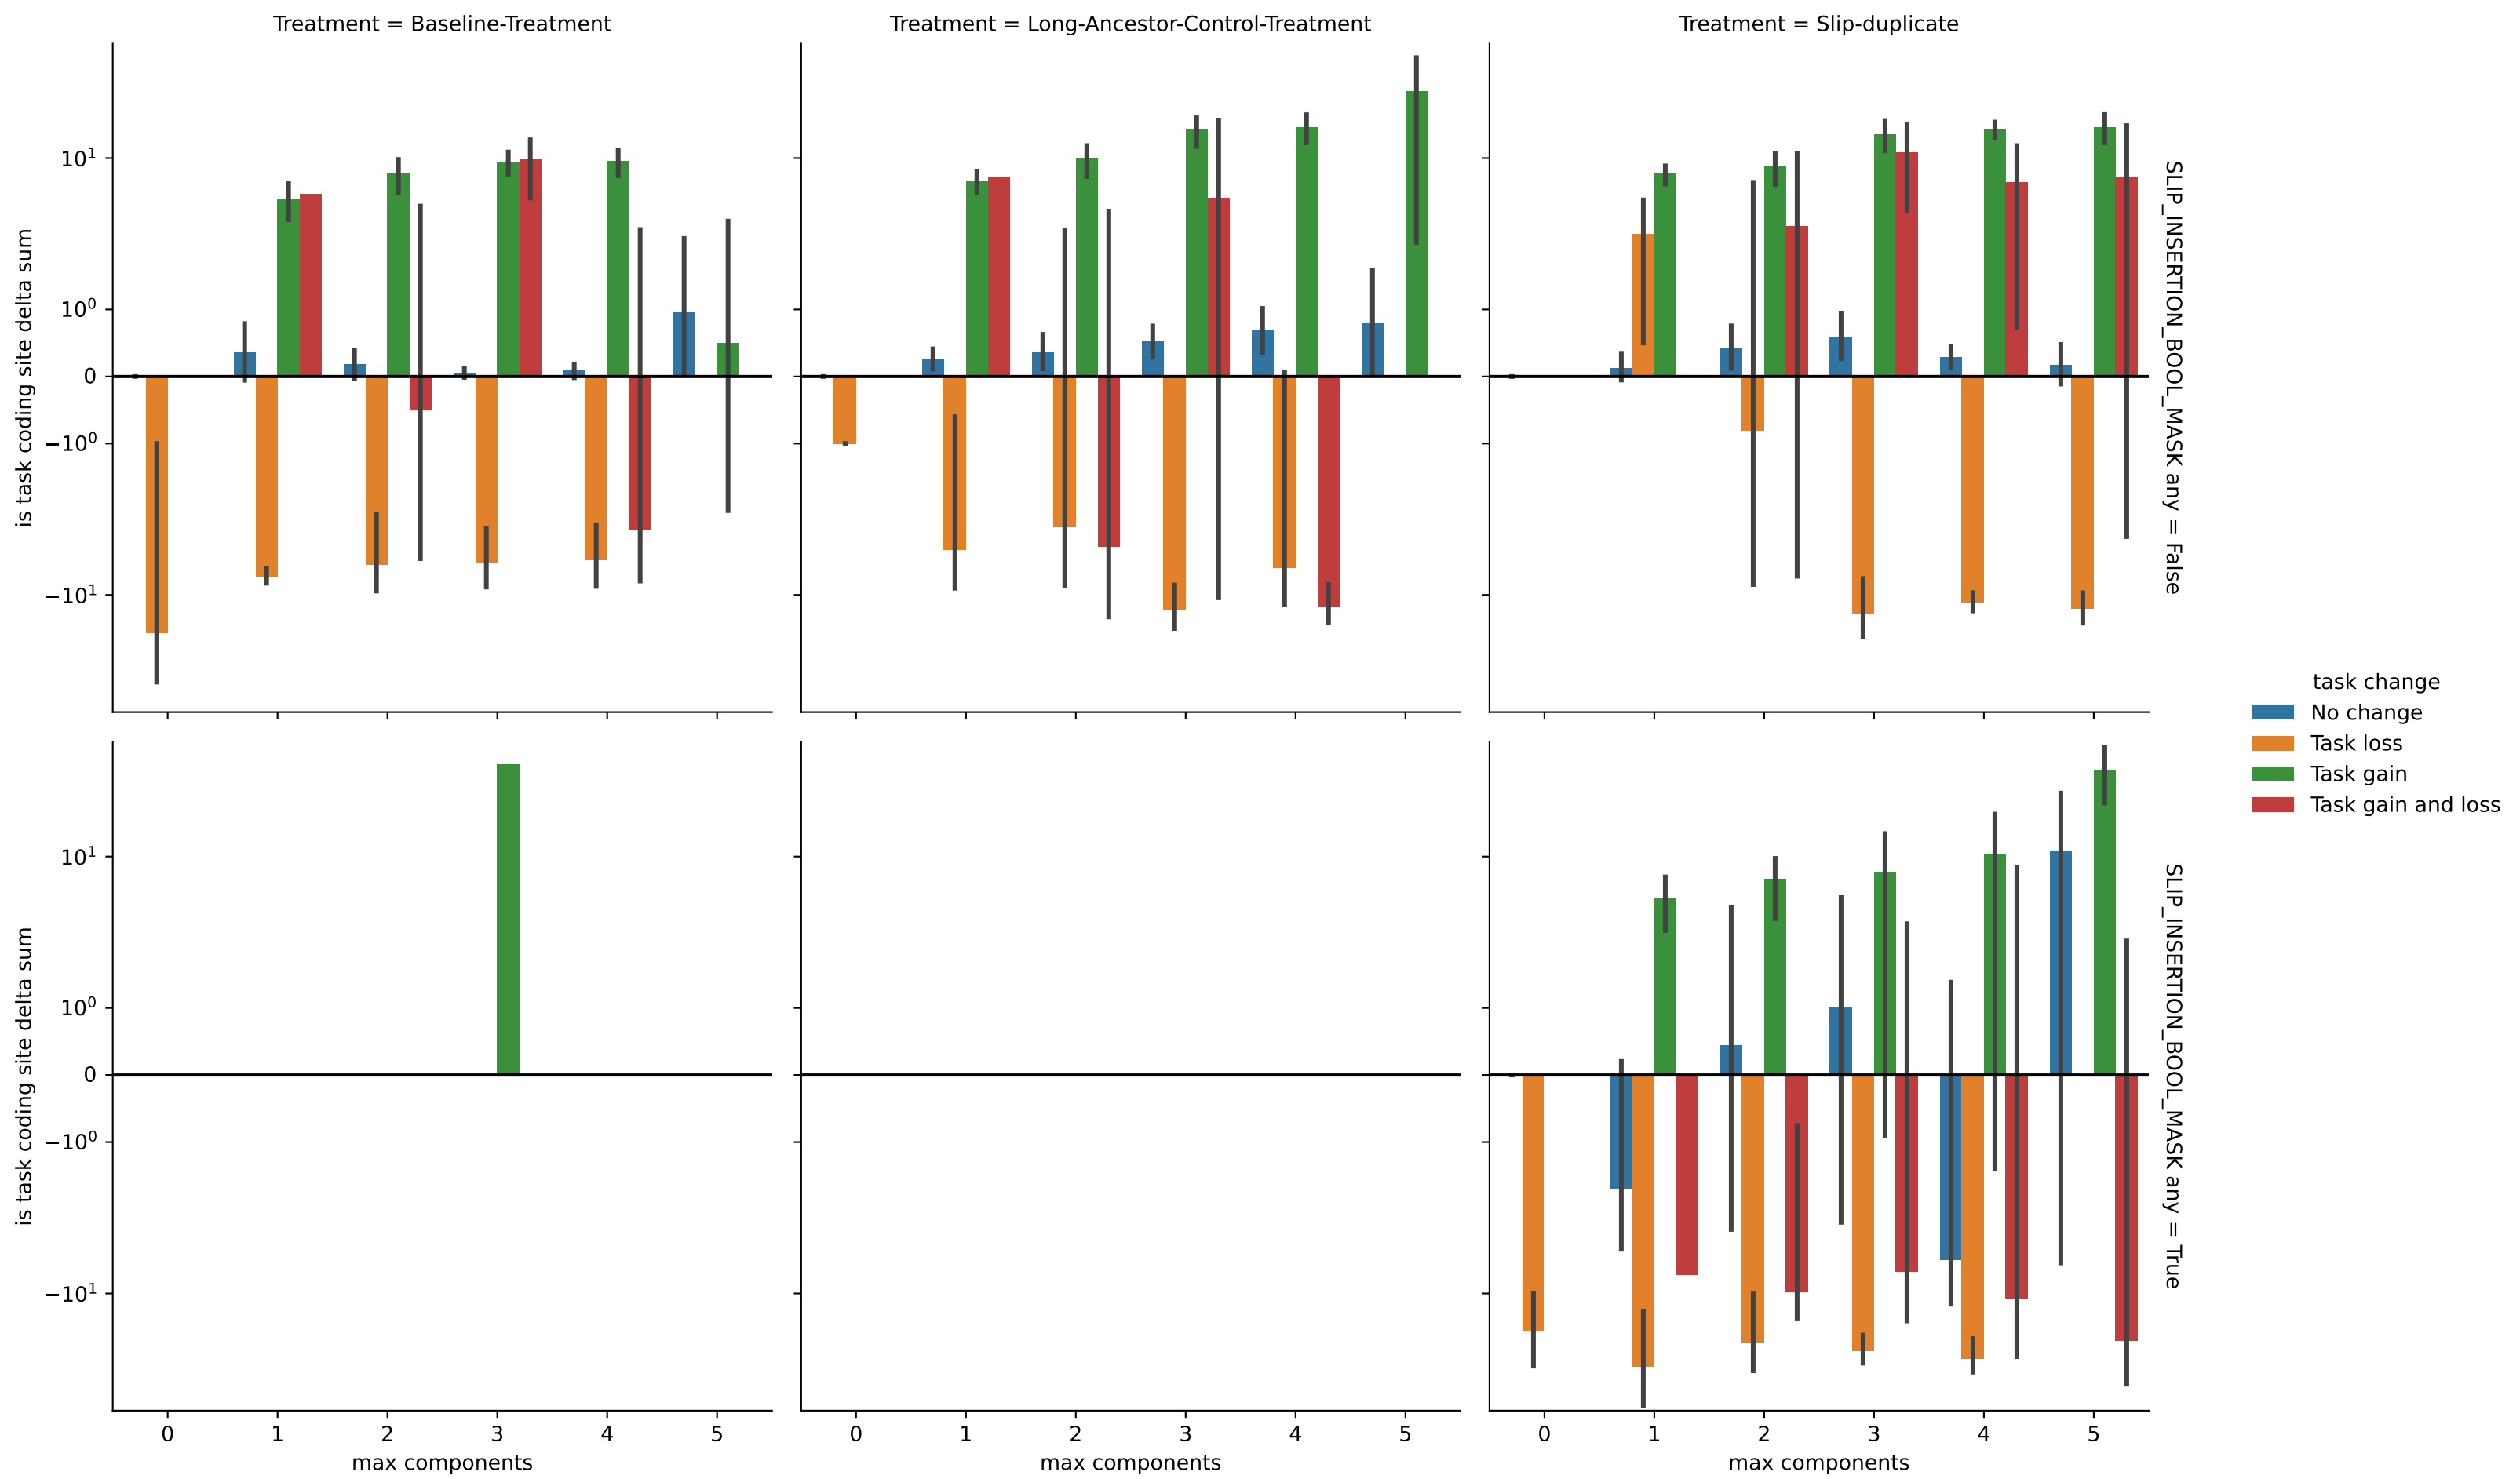 Treatment = Baseline-Treatment
Treatment = Long-Ancestor-Control-Treatment
Treatment = Slip-duplicate
is task coding site delta sum
10¹
10⁰
0
−10⁰
−10¹
SLIP_INSERTION_BOOL_MASK any = False
task change
No change
Task loss
Task gain
Task gain and loss
is task coding site delta sum
10¹
10⁰
0
−10⁰
−10¹
SLIP_INSERTION_BOOL_MASK any = True
0 1 2 3 4 5
max components
0 1 2 3 4 5
max components
0 1 2 3 4 5
max components